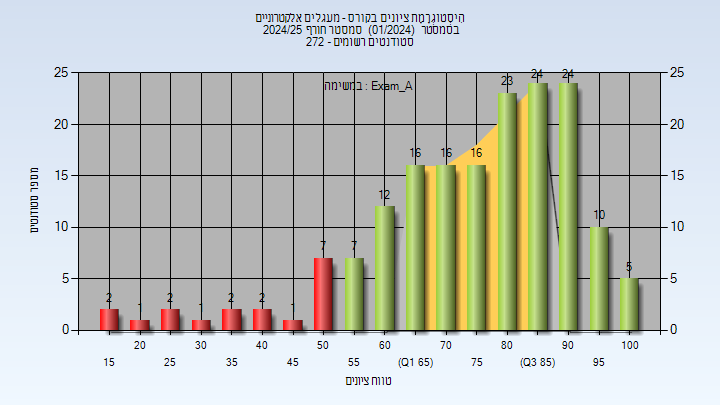 הִיסְטוֹגְרָמַת ציונים בקורס - מעגלים אלקטרוניים
בסמסטר (01/2024) סמסטר חורף 2024/25
סטודנטים רשומים - 272
במשימה : Exam_A
מספר סטודנטים
25 25
20 20
15 15
10 10
5 5
0 0
2 1 2 1 2 2 1 7 7 12 16 16 16 23 24 24 10 5
20 30 40 50 60 70 80 90 100
15 25 35 45 55 (Q1 65) 75 (Q3 85) 95
טווח ציונים